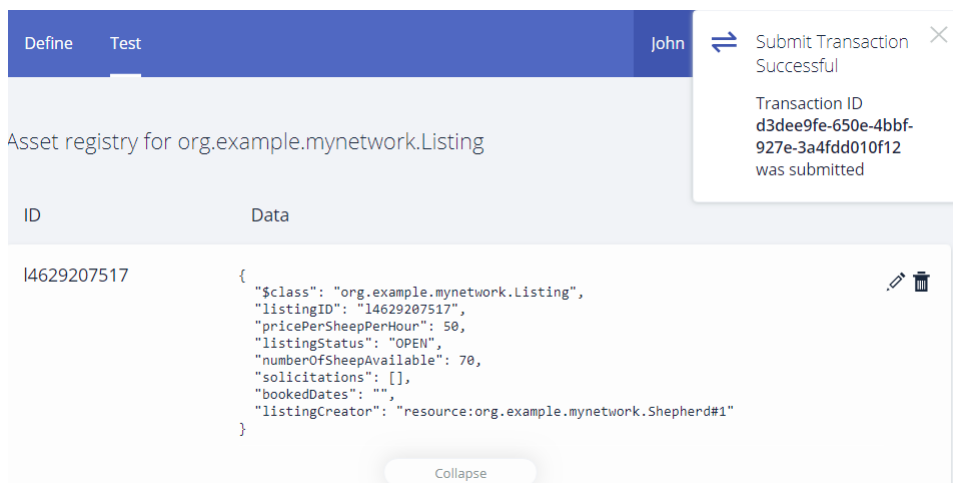 Define Test John
Submit Transaction
Successful
Transaction ID
d3dee9fe-650e-4bbf-
927e-3a4fdd010f12
was submitted
Asset registry for org.example.mynetwork.Listing
ID Data
l4629207517
{
"$class": "org.example.mynetwork.Listing",
"listingID": "l4629207517",
"pricePerSheepPerHour": 50,
"listingStatus": "OPEN",
"numberOfSheepAvailable": 70,
"solicitations": [],
"bookedDates": "",
"listingCreator": "resource:org.example.mynetwork.Shepherd#1"
}
Collapse